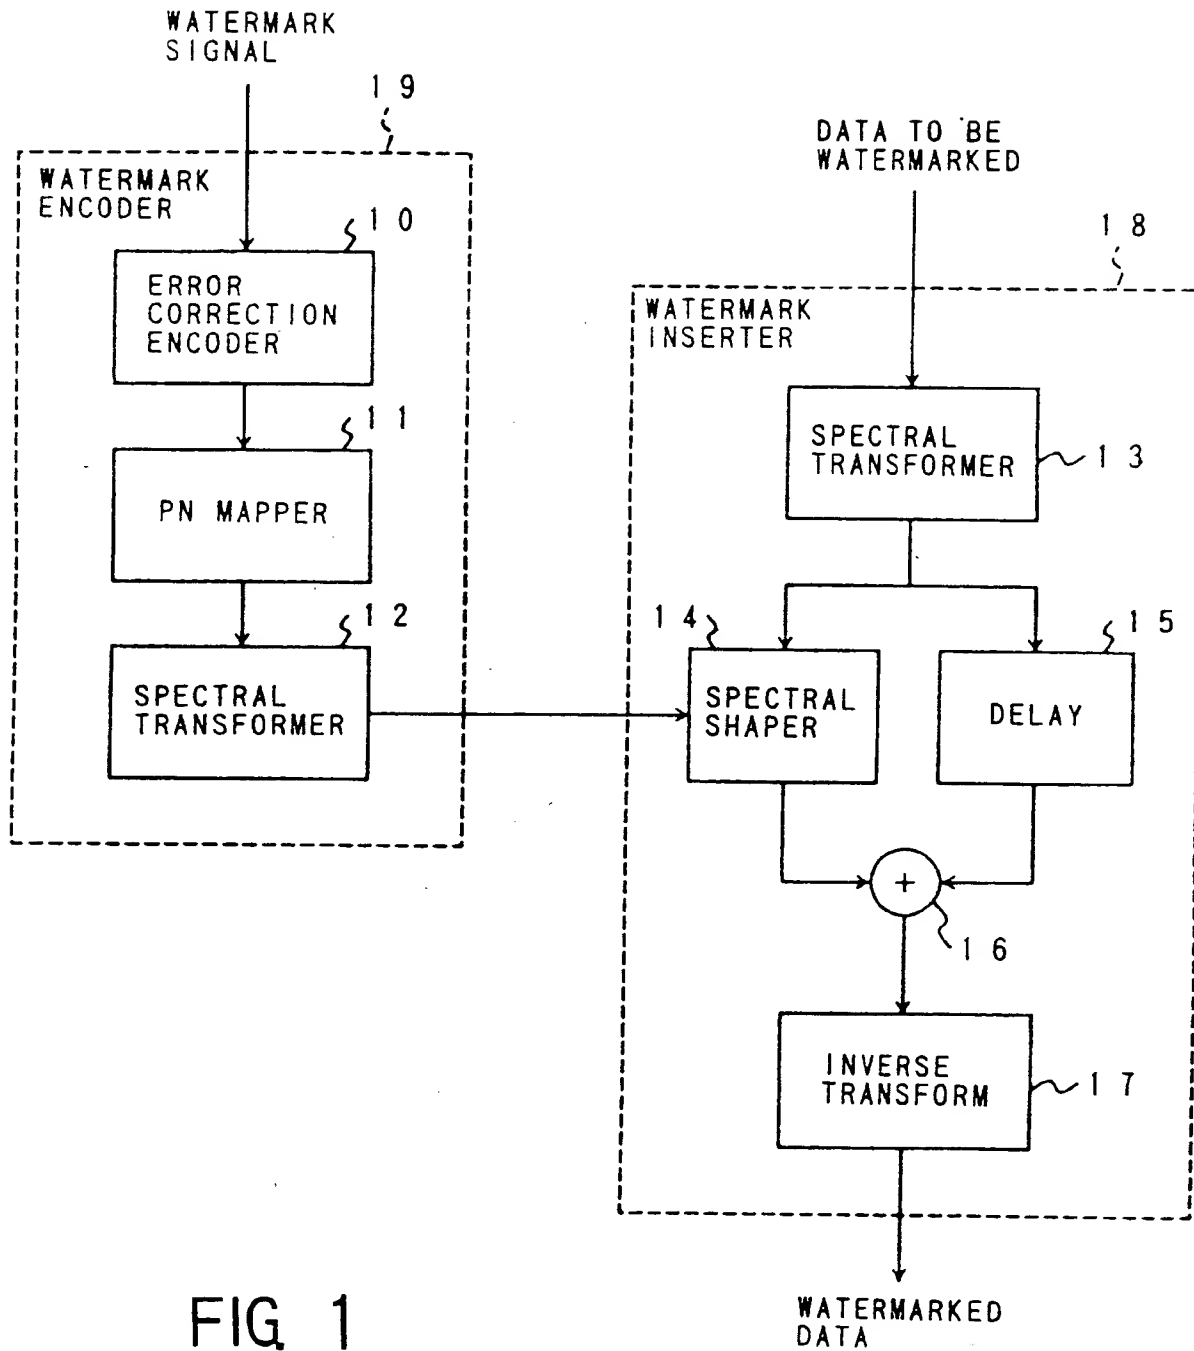 WATERMARK
SIGNAL
19
WATERMARK
ENCODER
10
ERROR
CORRECTION
ENCODER
11
PN MAPPER
12
SPECTRAL
TRANSFORMER
DATA TO BE
WATERMARKED
18
WATERMARK
INSERTER
SPECTRAL
TRANSFORMER
13
14
SPECTRAL
SHAPER
15
DELAY
+
16
INVERSE
TRANSFORM
17
WATERMARKED
DATA
FIG. 1